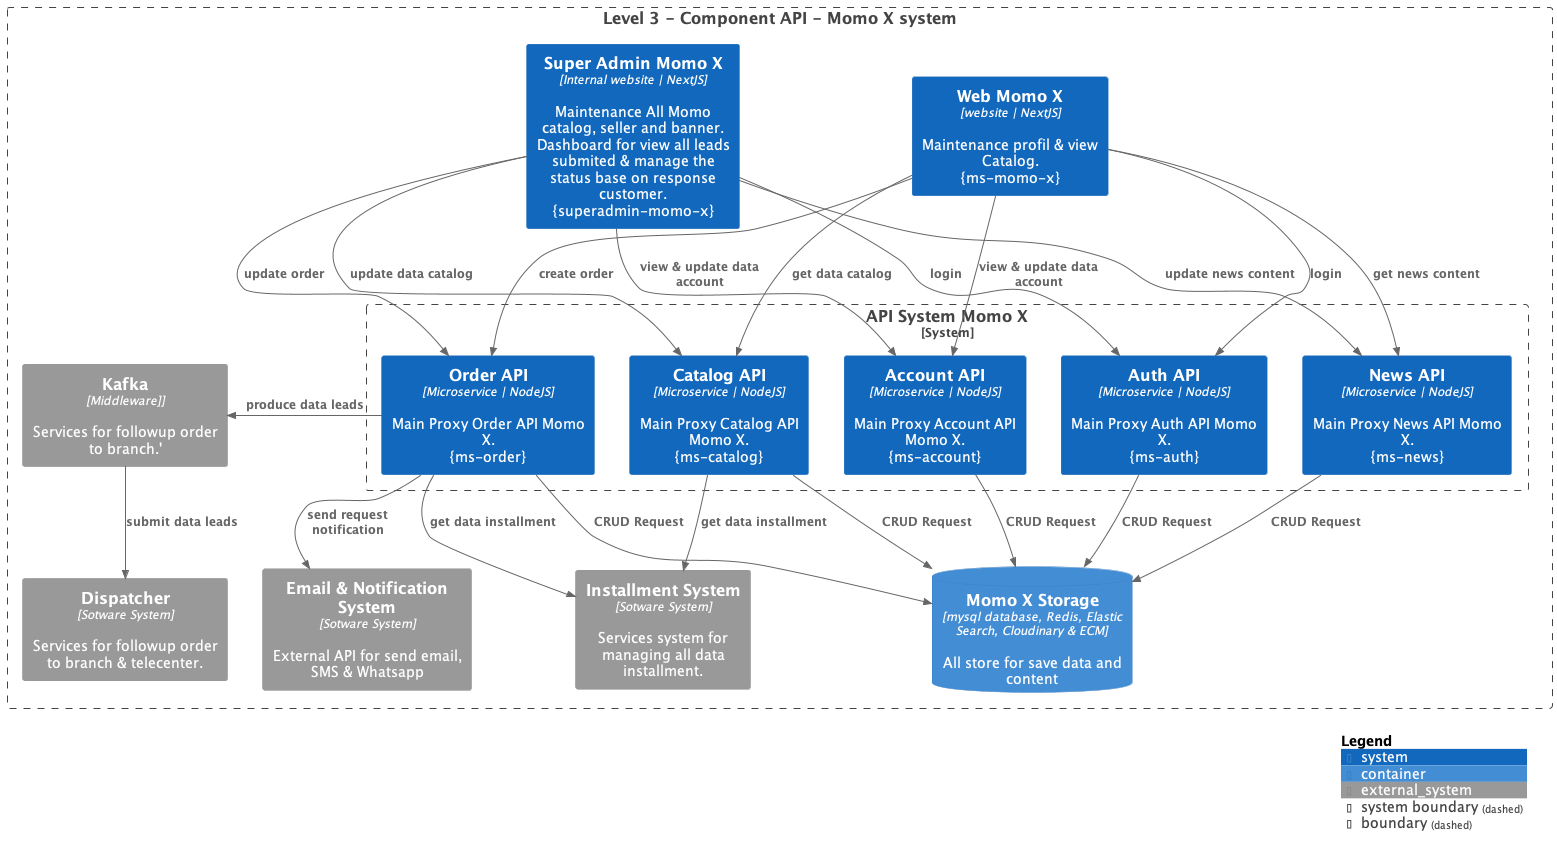 Level 3 - Component API - Momo X system
Super Admin Momo X
[Internal website | NextJS]
Maintenance All Momo
catalog, seller and banner.
Dashboard for view all leads
submited & manage the
status base on response
customer.
{superadmin-momo-x}
Web Momo X
[website | NextJS]
Maintenance profil & view
Catalog.
{ms-momo-x}
update order
update data catalog
create order
view & update data
account
get data catalog
login
view & update data
account
update news content
login
get news content
API System Momo X
[System]
Kafka
[Middleware]]
Services for followup order
to branch.'
produce data leads
Order API
[Microservice | NodeJS]
Main Proxy Order API Momo
X.
{ms-order}
Catalog API
[Microservice | NodeJS]
Main Proxy Catalog API
Momo X.
{ms-catalog}
Account API
[Microservice | NodeJS]
Main Proxy Account API
Momo X.
{ms-account}
Auth API
[Microservice | NodeJS]
Main Proxy Auth API Momo
X.
{ms-auth}
News API
[Microservice | NodeJS]
Main Proxy News API Momo
X.
{ms-news}
submit data leads
send request
notification
get data installment
CRUD Request
get data installment
CRUD Request
CRUD Request
CRUD Request
CRUD Request
Dispatcher
[Sotware System]
Services for followup order
to branch & telecenter.
Email & Notification
System
[Sotware System]
External API for send email,
SMS & Whatsapp
Installment System
[Sotware System]
Services system for
managing all data
installment.
Momo X Storage
[mysql database, Redis, Elastic
Search, Cloudinary & ECM]
All store for save data and
content
Legend
system
container
external_system
system boundary (dashed)
boundary (dashed)